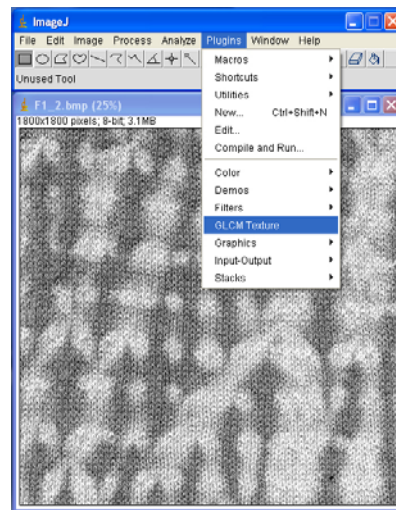 ImageJ
File Edit Image Process Analyze Plugins Window Help
Unused Tool
F1_2.bmp (25%)
1800x1800 pixels; 8-bit; 3.1MB
Macros
Shortcuts
Utilities
New... Ctrl+Shift+N
Edit...
Compile and Run...
Color
Demos
Filters
GLCM Texture
Graphics
Input-Output
Stacks